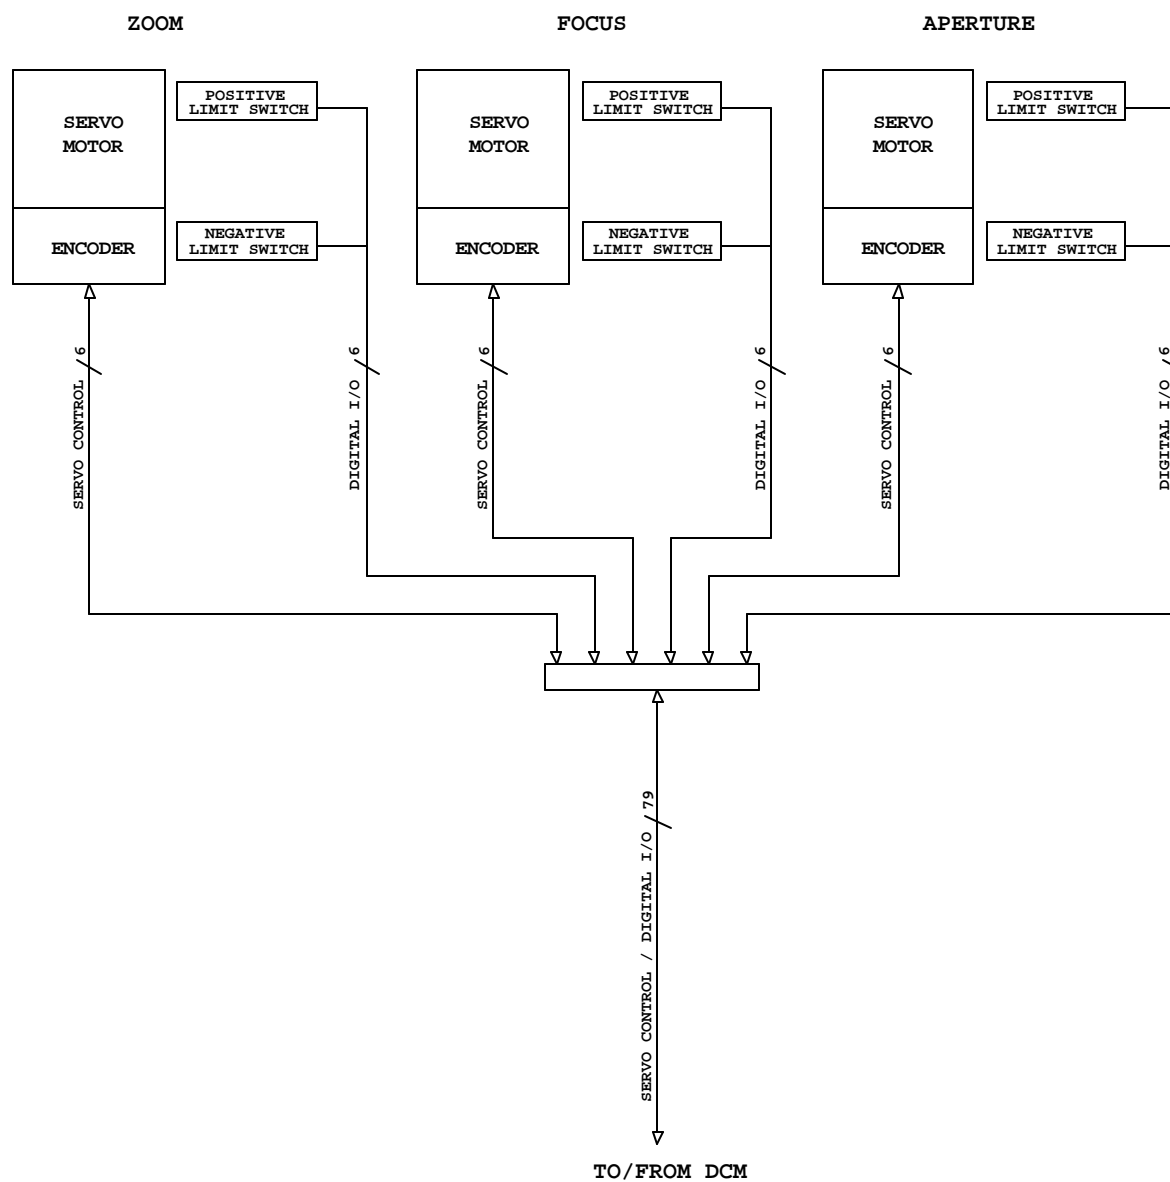 ZOOM
FOCUS
APERTURE
SERVO
MOTOR
ENCODER
POSITIVE
LIMIT SWITCH
NEGATIVE
LIMIT SWITCH
SERVO
MOTOR
ENCODER
POSITIVE
LIMIT SWITCH
NEGATIVE
LIMIT SWITCH
SERVO
MOTOR
ENCODER
POSITIVE
LIMIT SWITCH
NEGATIVE
LIMIT SWITCH
SERVO CONTROL 6
DIGITAL I/O 6
SERVO CONTROL 6
DIGITAL I/O 6
SERVO CONTROL 6
DIGITAL I/O 6
SERVO CONTROL / DIGITAL I/O 79
TO/FROM DCM